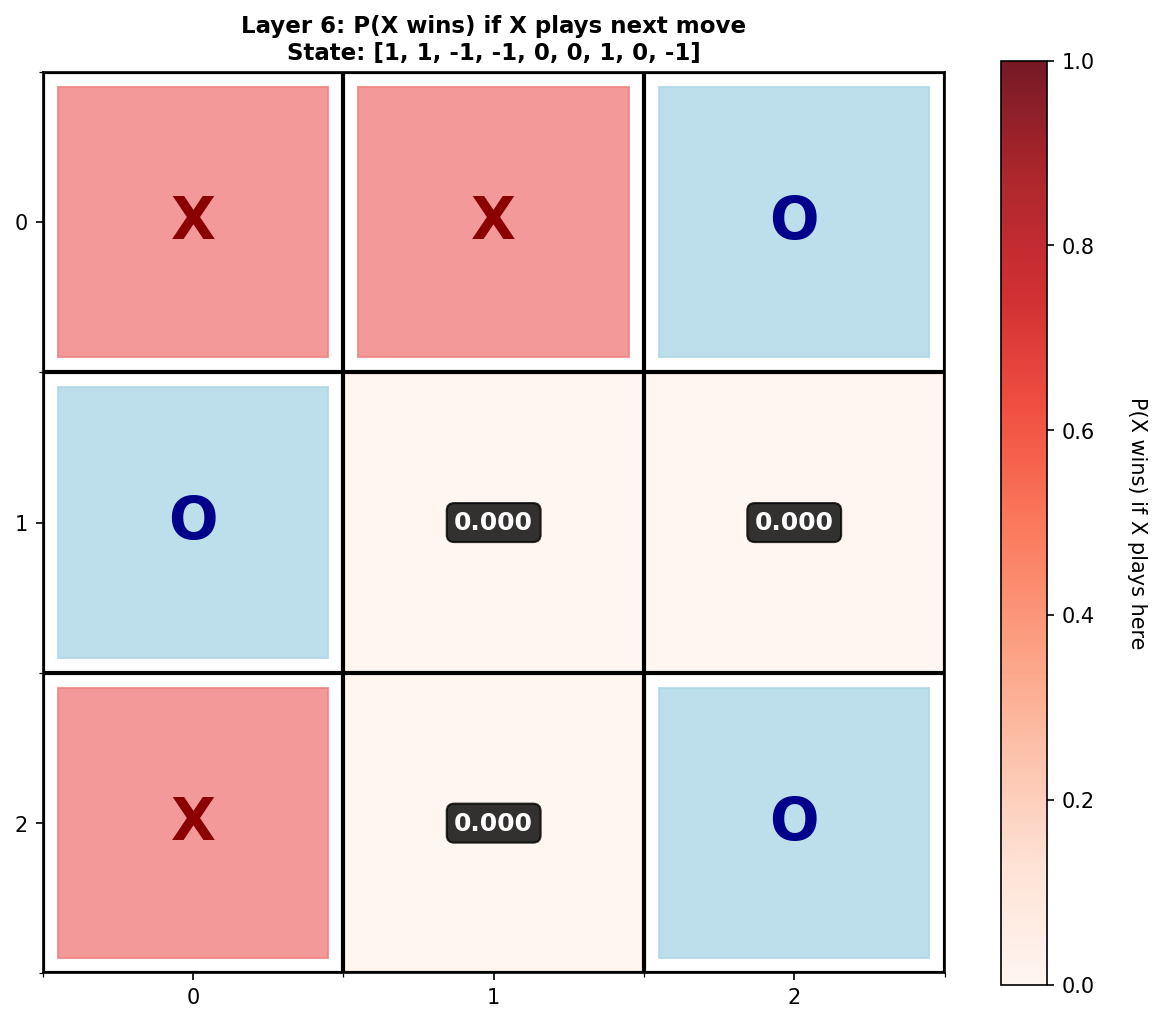 Layer 6: P(X wins) if X plays next move
State: [1, 1, -1, -1, 0, 0, 1, 0, -1]
X X O
O 0.000 0.000
X 0.000 O
0
1
2
0 1 2
1.0
0.8
0.6
0.4
0.2
0.0
P(X wins) if X plays here